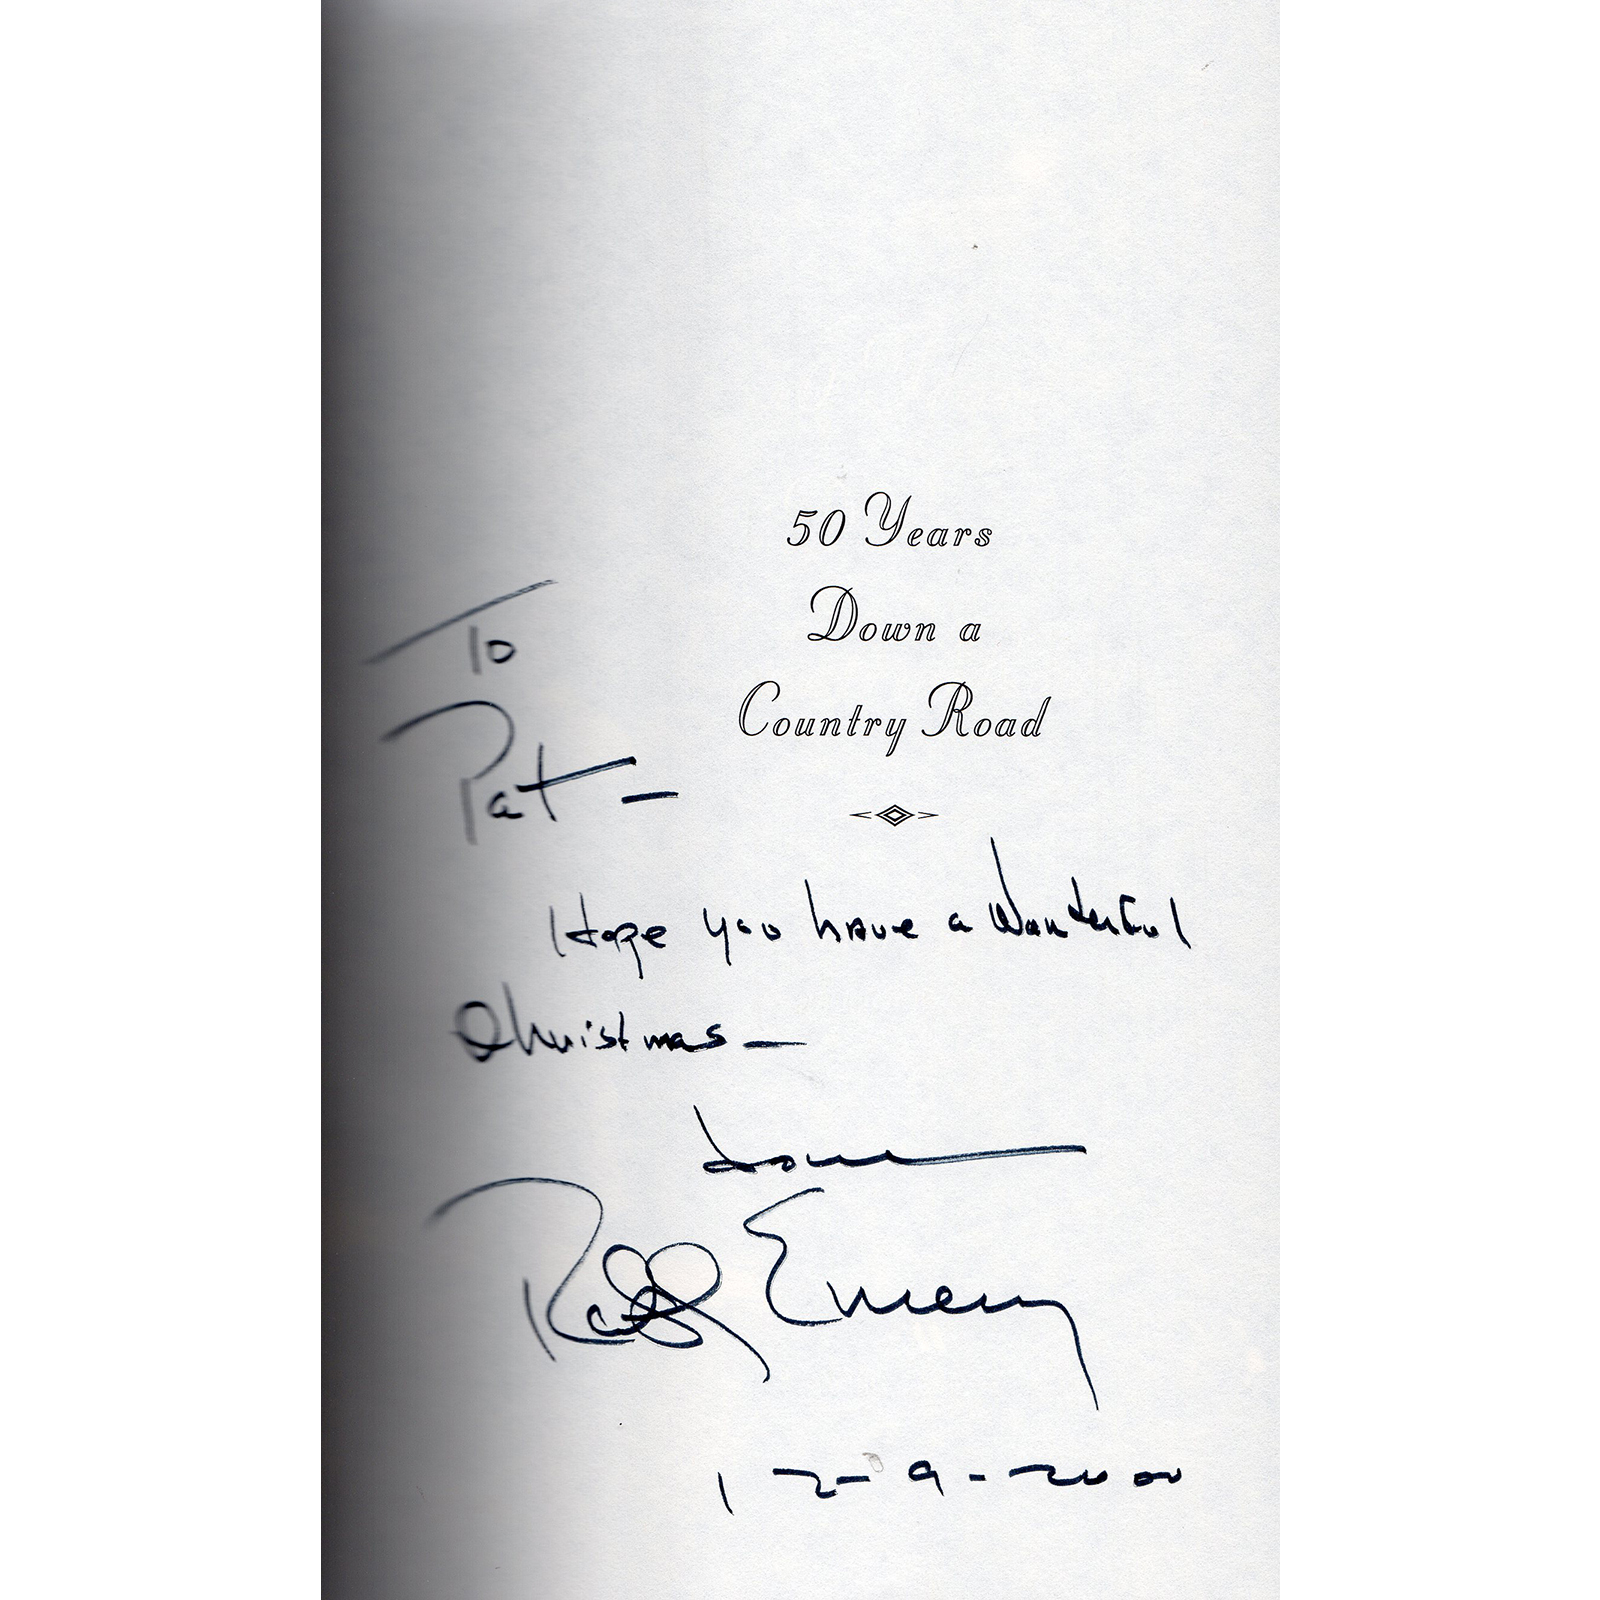 50 Years
Down a
Country Road
To
Pat -
Hope you have a Wonderful
Christmas -
Love
Ralph Emery
12-9-2000